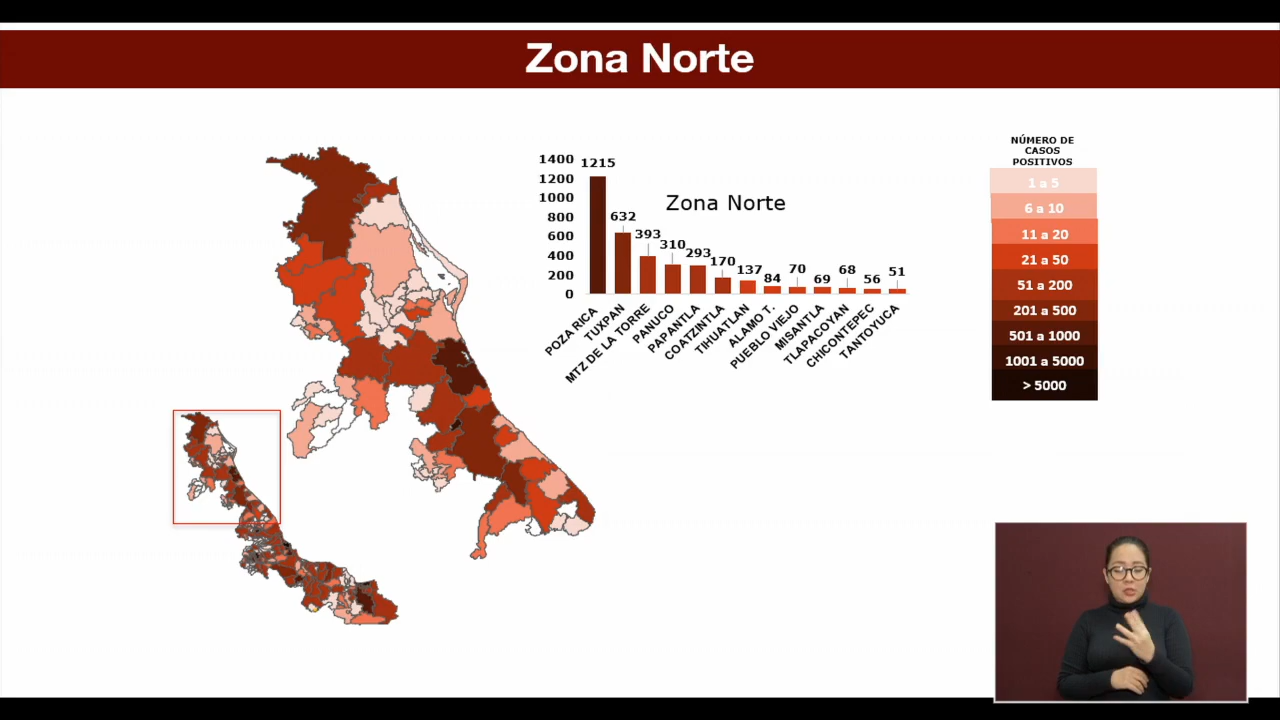 Zona Norte
1400
1200
1000
800
600
400
200
0
Zona Norte
1215
632
393
310
293
170
137
84
70
69
68
56
51
POZA RICA
TUXPAN
MTZ DE LA TORRE
PANUCO
PAPANTLA
COATZINTLA
TIHUATLAN
ALAMO T.
PUEBLO VIEJO
MISANTLA
TLAPACOYAN
CHICONTEPEC
TANTOYUCA
NÚMERO DE
CASOS
POSITIVOS
1 a 5
6 a 10
11 a 20
21 a 50
51 a 200
201 a 500
501 a 1000
1001 a 5000
> 5000